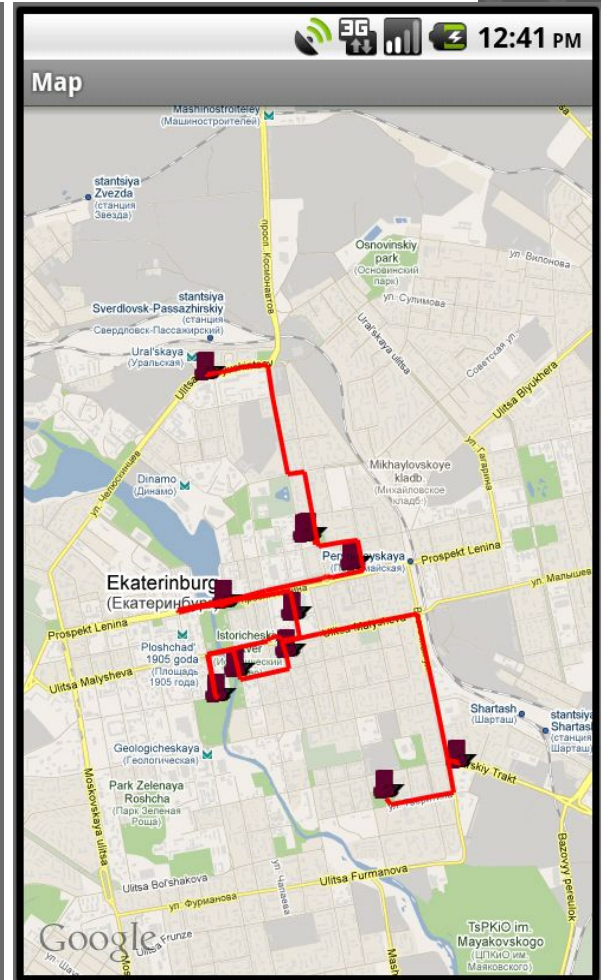 3G
12:41 PM
Map
Mashinostroiteley
(Машиностроителей)
stantsiya
Zvezda
(станция
Звезда)
просп. Космонавтов
Osnovinskiy
park
(Основинский
парк)
ул. Вилонова
ул. Сулимова
stantsiya
Sverdlovsk-Passazhirskiy
(станция
Свердловск-Пассажирский)
Ural'skaya ulitsa
Советская ул.
Ural'skaya
(Уральская)
Ulitsa
Ulitsa Blyukhera
ул. Гагарина
ул. Челюскинцев
Dinamo
(Динамо)
Mikhaylovskoye
kladb
(Михайловское
кладб.)
Prospekt Lenina
Ekaterinburg
ул. Малышева
Prospekt Lenina
Ploshchad'
1905 goda
(Площадь
1905 года)
Ulitsa Malysheva
Ulitsa Malysheva
Shartash
(Шарташ)
stantsiya
Shartash
(станция
Шарташ)
Geologicheskaya
(Геологическая)
Moskovskaya ulitsa
Park Zelenaya
Roshcha
(Парк Зеленая
Роща)
Bazovyy pereulok
Ulitsa Bol'shakova
ул. Чапаева
Ulitsa Furmanova
ул. Фурманова
Google
Frunze
TsPKiO im.
Mayakovskogo
(ЦПКиО им.
Маяковского)